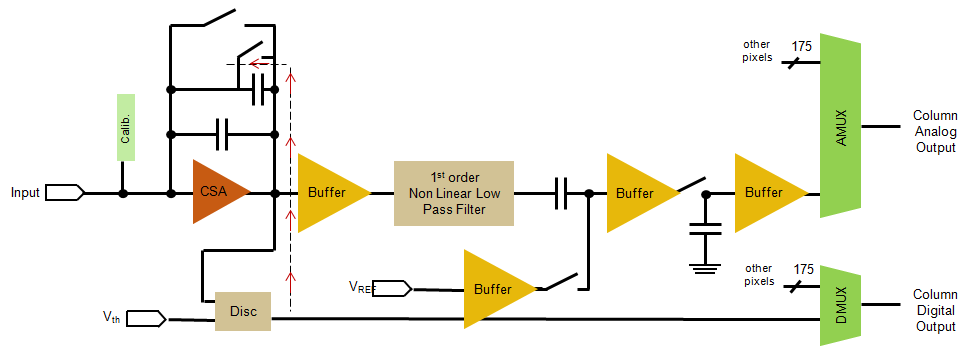 other
pixels
175
Column
Analog
Output
AMUX
Calib.
1st order
Non Linear Low
Pass Filter
Input
CSA
Buffer
Buffer
Buffer
VREF
Buffer
other
pixels
175
Vth
Disc
DMUX
Column
Digital
Output